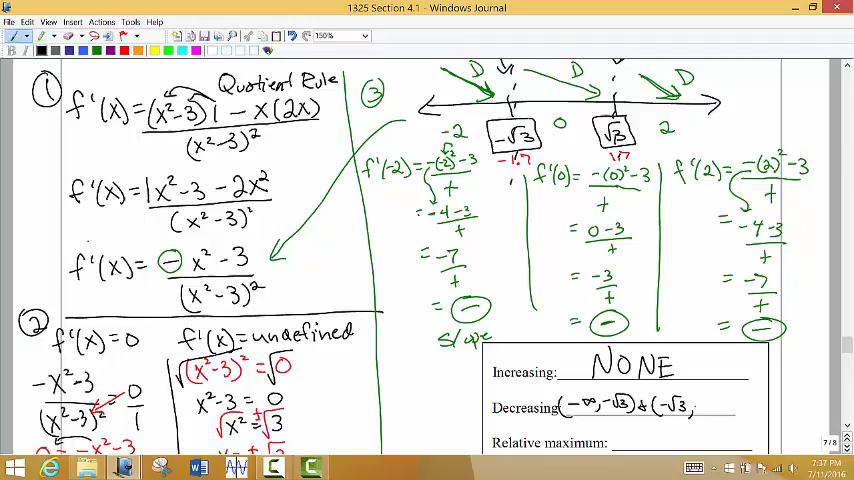 1325 Section 4.1 - Windows Journal
File Edit View Insert Actions Tools Help
150%
B I
① Quotient Rule
f'(x) = (x²-3)1 - x(2x)
(x²-3)²
f'(x) = 1x²-3-2x²
(x²-3)²
f'(x) = -x²-3
(x²-3)²
②
f'(x)=0 f'(x)=undefined
-x²-3 = 0
(x²-3)² 1
0 = -x²-3
√(x²-3)² = √0
x²-3 = 0
√x² = ±√3
③
D D D
-2 -√3 0 √3 2
-1.7 1.7
f'(-2) = -(-2)²-3
+
= -4-3
+
= -7
+
= -
slope
f'(0) = -(0)²-3
+
= 0-3
+
= -3
+
= -
f'(2) = -(2)²-3
+
= -4-3
+
= -7
+
= -
Increasing: NONE
Decreasing (-∞,-√3) & (-√3,
Relative maximum:
7/8
7:37 PM
7/11/2016